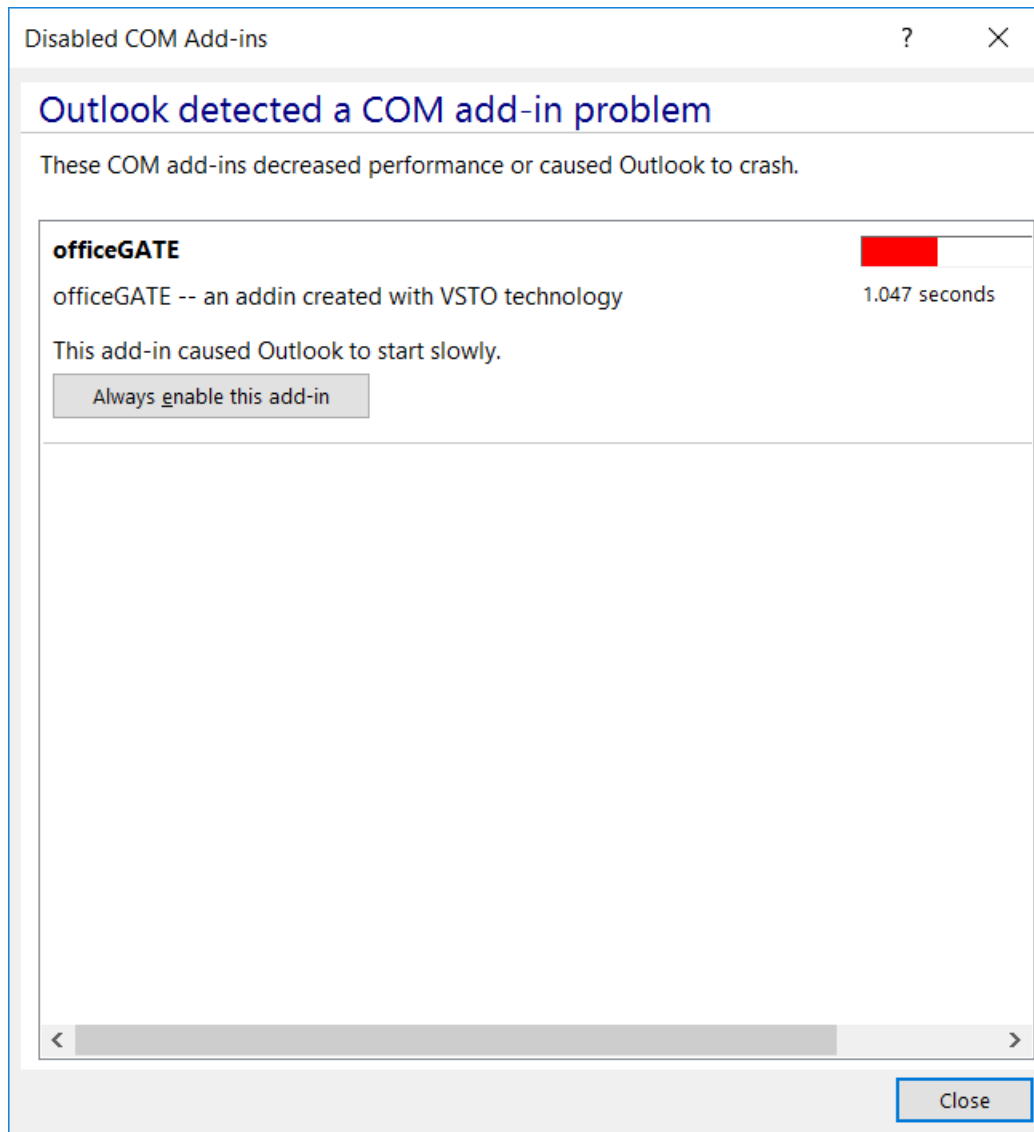 Disabled COM Add-ins
?
Outlook detected a COM add-in problem
These COM add-ins decreased performance or caused Outlook to crash.
officeGATE
officeGATE -- an addin created with VSTO technology
1.047 seconds
This add-in caused Outlook to start slowly.
Always enable this add-in
Close